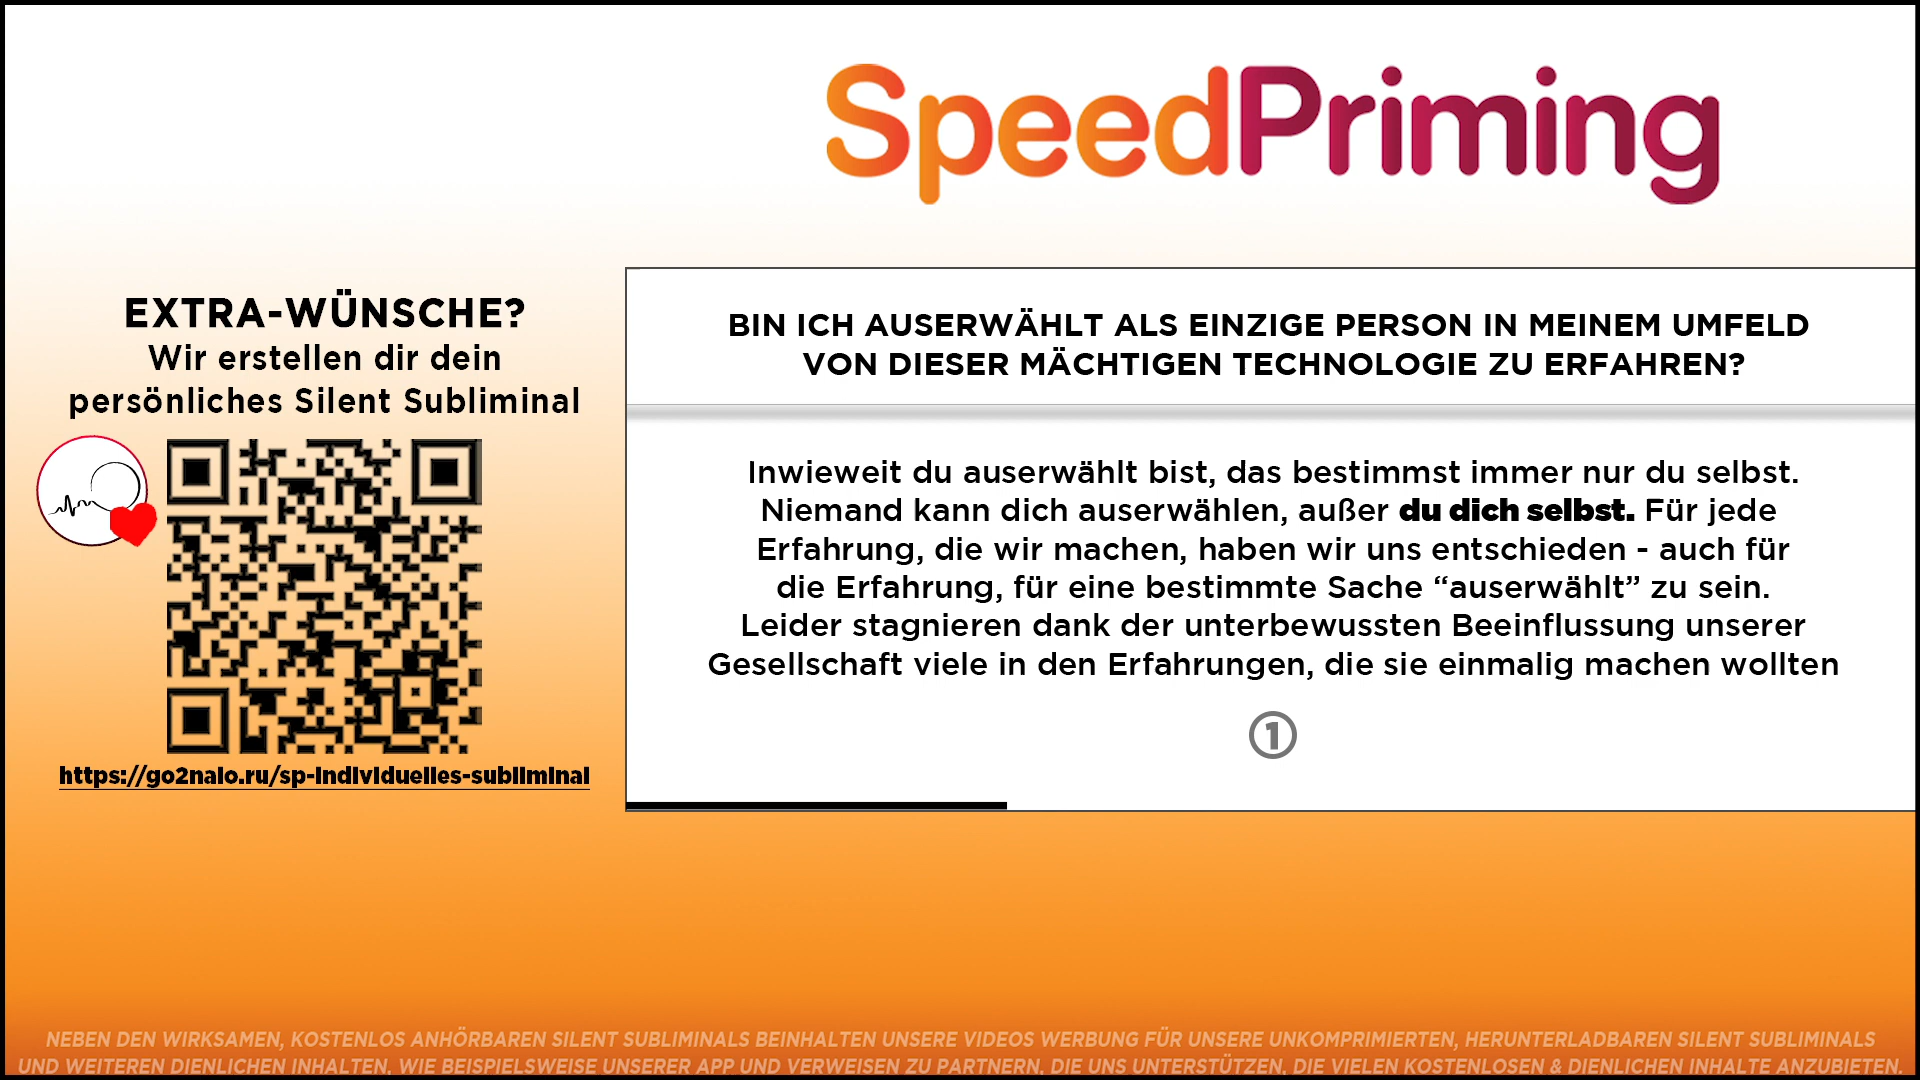 SpeedPriming
EXTRA-WÜNSCHE?
Wir erstellen dir dein
persönliches Silent Subliminal
https://go2nalo.ru/sp-individuelles-subliminal
BIN ICH AUSERWÄHLT ALS EINZIGE PERSON IN MEINEM UMFELD
VON DIESER MÄCHTIGEN TECHNOLOGIE ZU ERFAHREN?
Inwieweit du auserwählt bist, das bestimmst immer nur du selbst.
Niemand kann dich auserwählen, außer du dich selbst. Für jede
Erfahrung, die wir machen, haben wir uns entschieden - auch für
die Erfahrung, für eine bestimmte Sache “auserwählt” zu sein.
Leider stagnieren dank der unterbewussten Beeinflussung unserer
Gesellschaft viele in den Erfahrungen, die sie einmalig machen wollten
1
NEBEN DEN WIRKSAMEN, KOSTENLOS ANHÖRBAREN SILENT SUBLIMINALS BEINHALTEN UNSERE VIDEOS WERBUNG FÜR UNSERE UNKOMPRIMIERTEN, HERUNTERLADBAREN SILENT SUBLIMINALS
UND WEITEREN DIENLICHEN INHALTEN, WIE BEISPIELSWEISE UNSERER APP UND VERWEISEN ZU PARTNERN, DIE UNS UNTERSTÜTZEN, DIE VIELEN KOSTENLOSEN & DIENLICHEN INHALTE ANZUBIETEN.